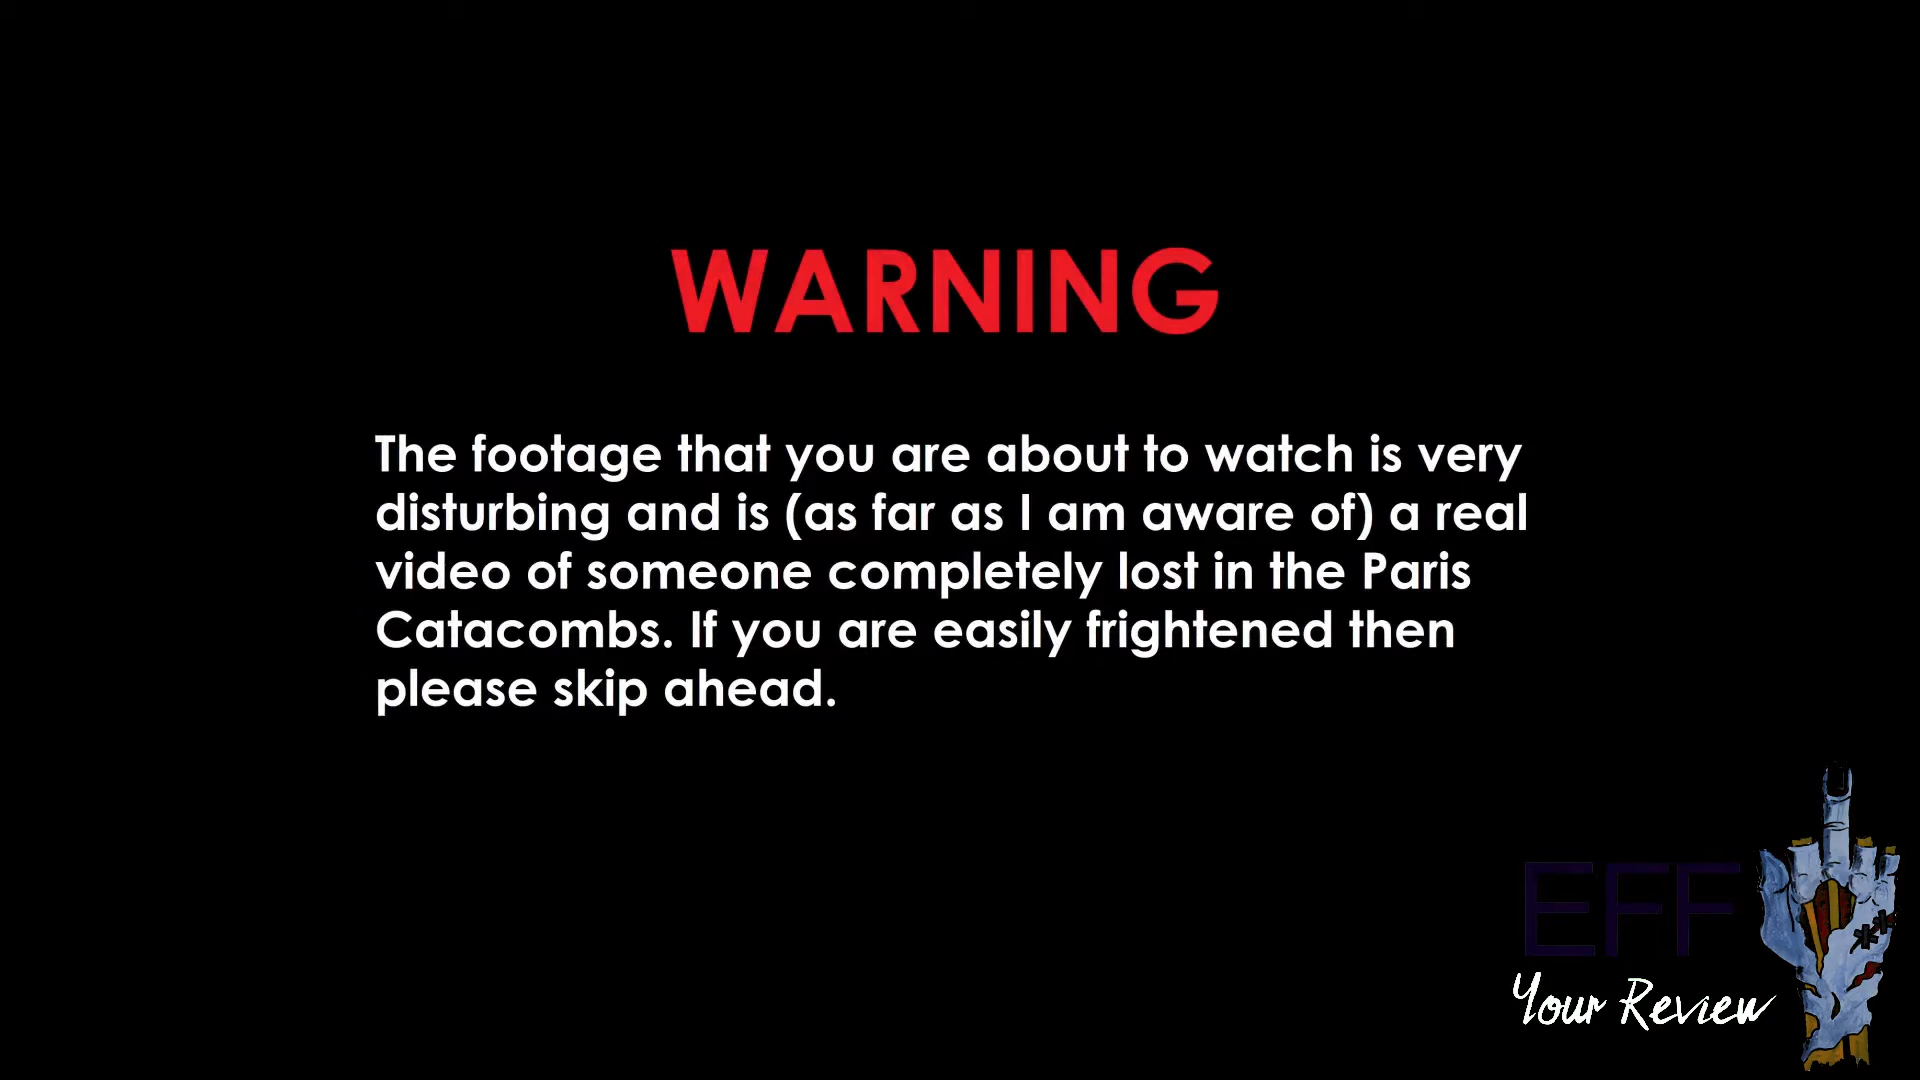 WARNING
The footage that you are about to watch is very
disturbing and is (as far as I am aware of) a real
video of someone completely lost in the Paris
Catacombs. If you are easily frightened then
please skip ahead.
EFF
Your Review